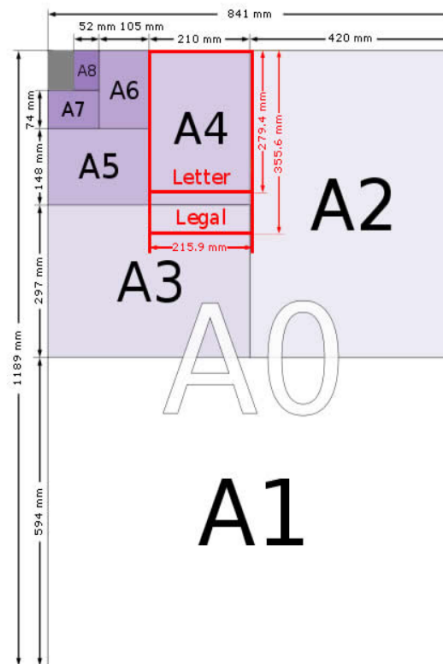 841 mm
52 mm 105 mm
210 mm
420 mm
A8
A7
A6
A5
A4
Letter
Legal
A3
A2
A0
A1
74 mm
148 mm
297 mm
594 mm
1189 mm
279.4 mm
355.6 mm
215.9 mm